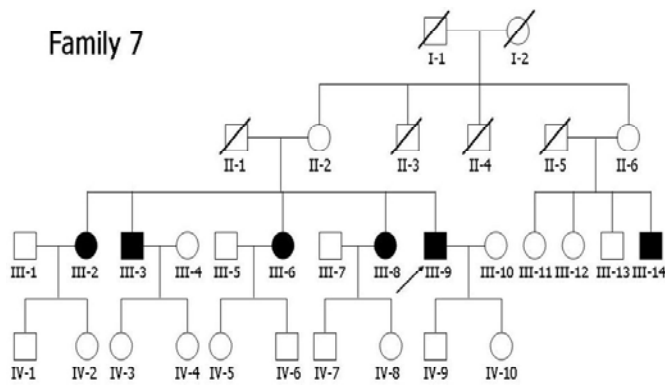 Family 7
I-1 I-2
II-1 II-2 II-3 II-4 II-5 II-6
III-1 III-2 III-3 III-4 III-5 III-6 III-7 III-8 III-9 III-10 III-11 III-12 III-13 III-14
IV-1 IV-2 IV-3 IV-4 IV-5 IV-6 IV-7 IV-8 IV-9 IV-10